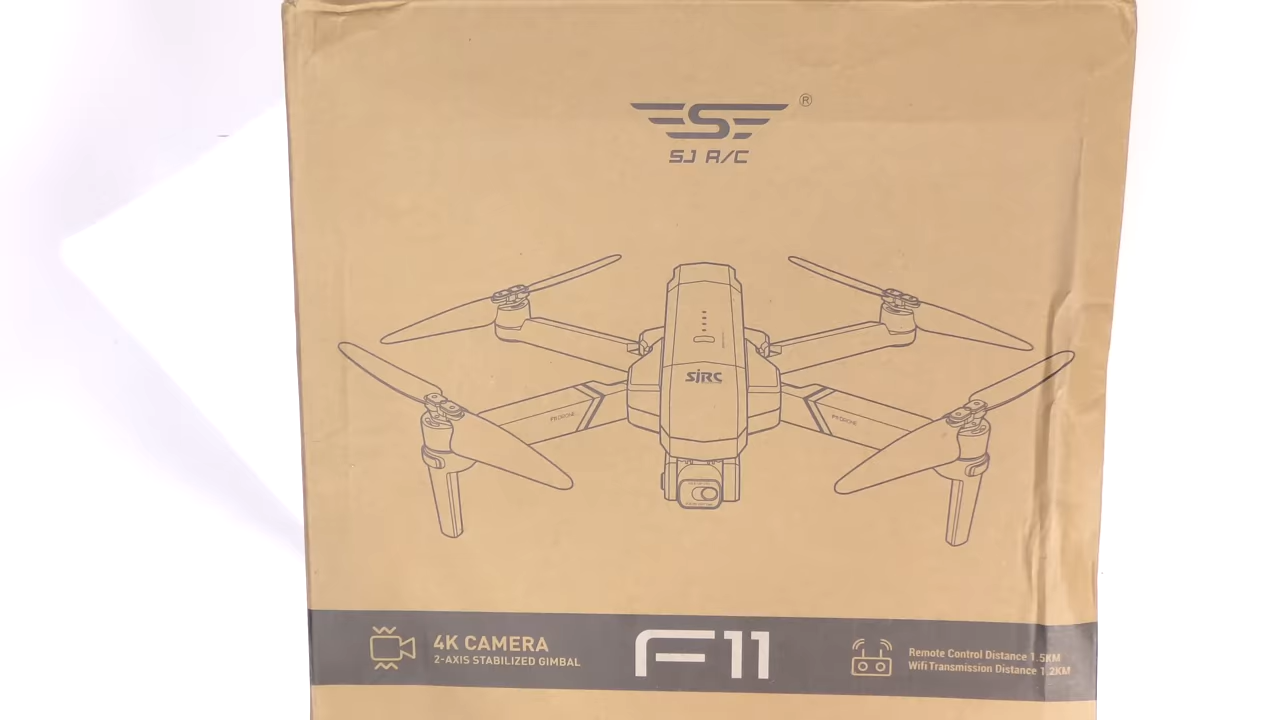 ®
SJ R/C
SJRC
4K CAMERA
2-AXIS STABILIZED GIMBAL
F11
Remote Control Distance 1.5KM
Wifi Transmission Distance 1.2KM